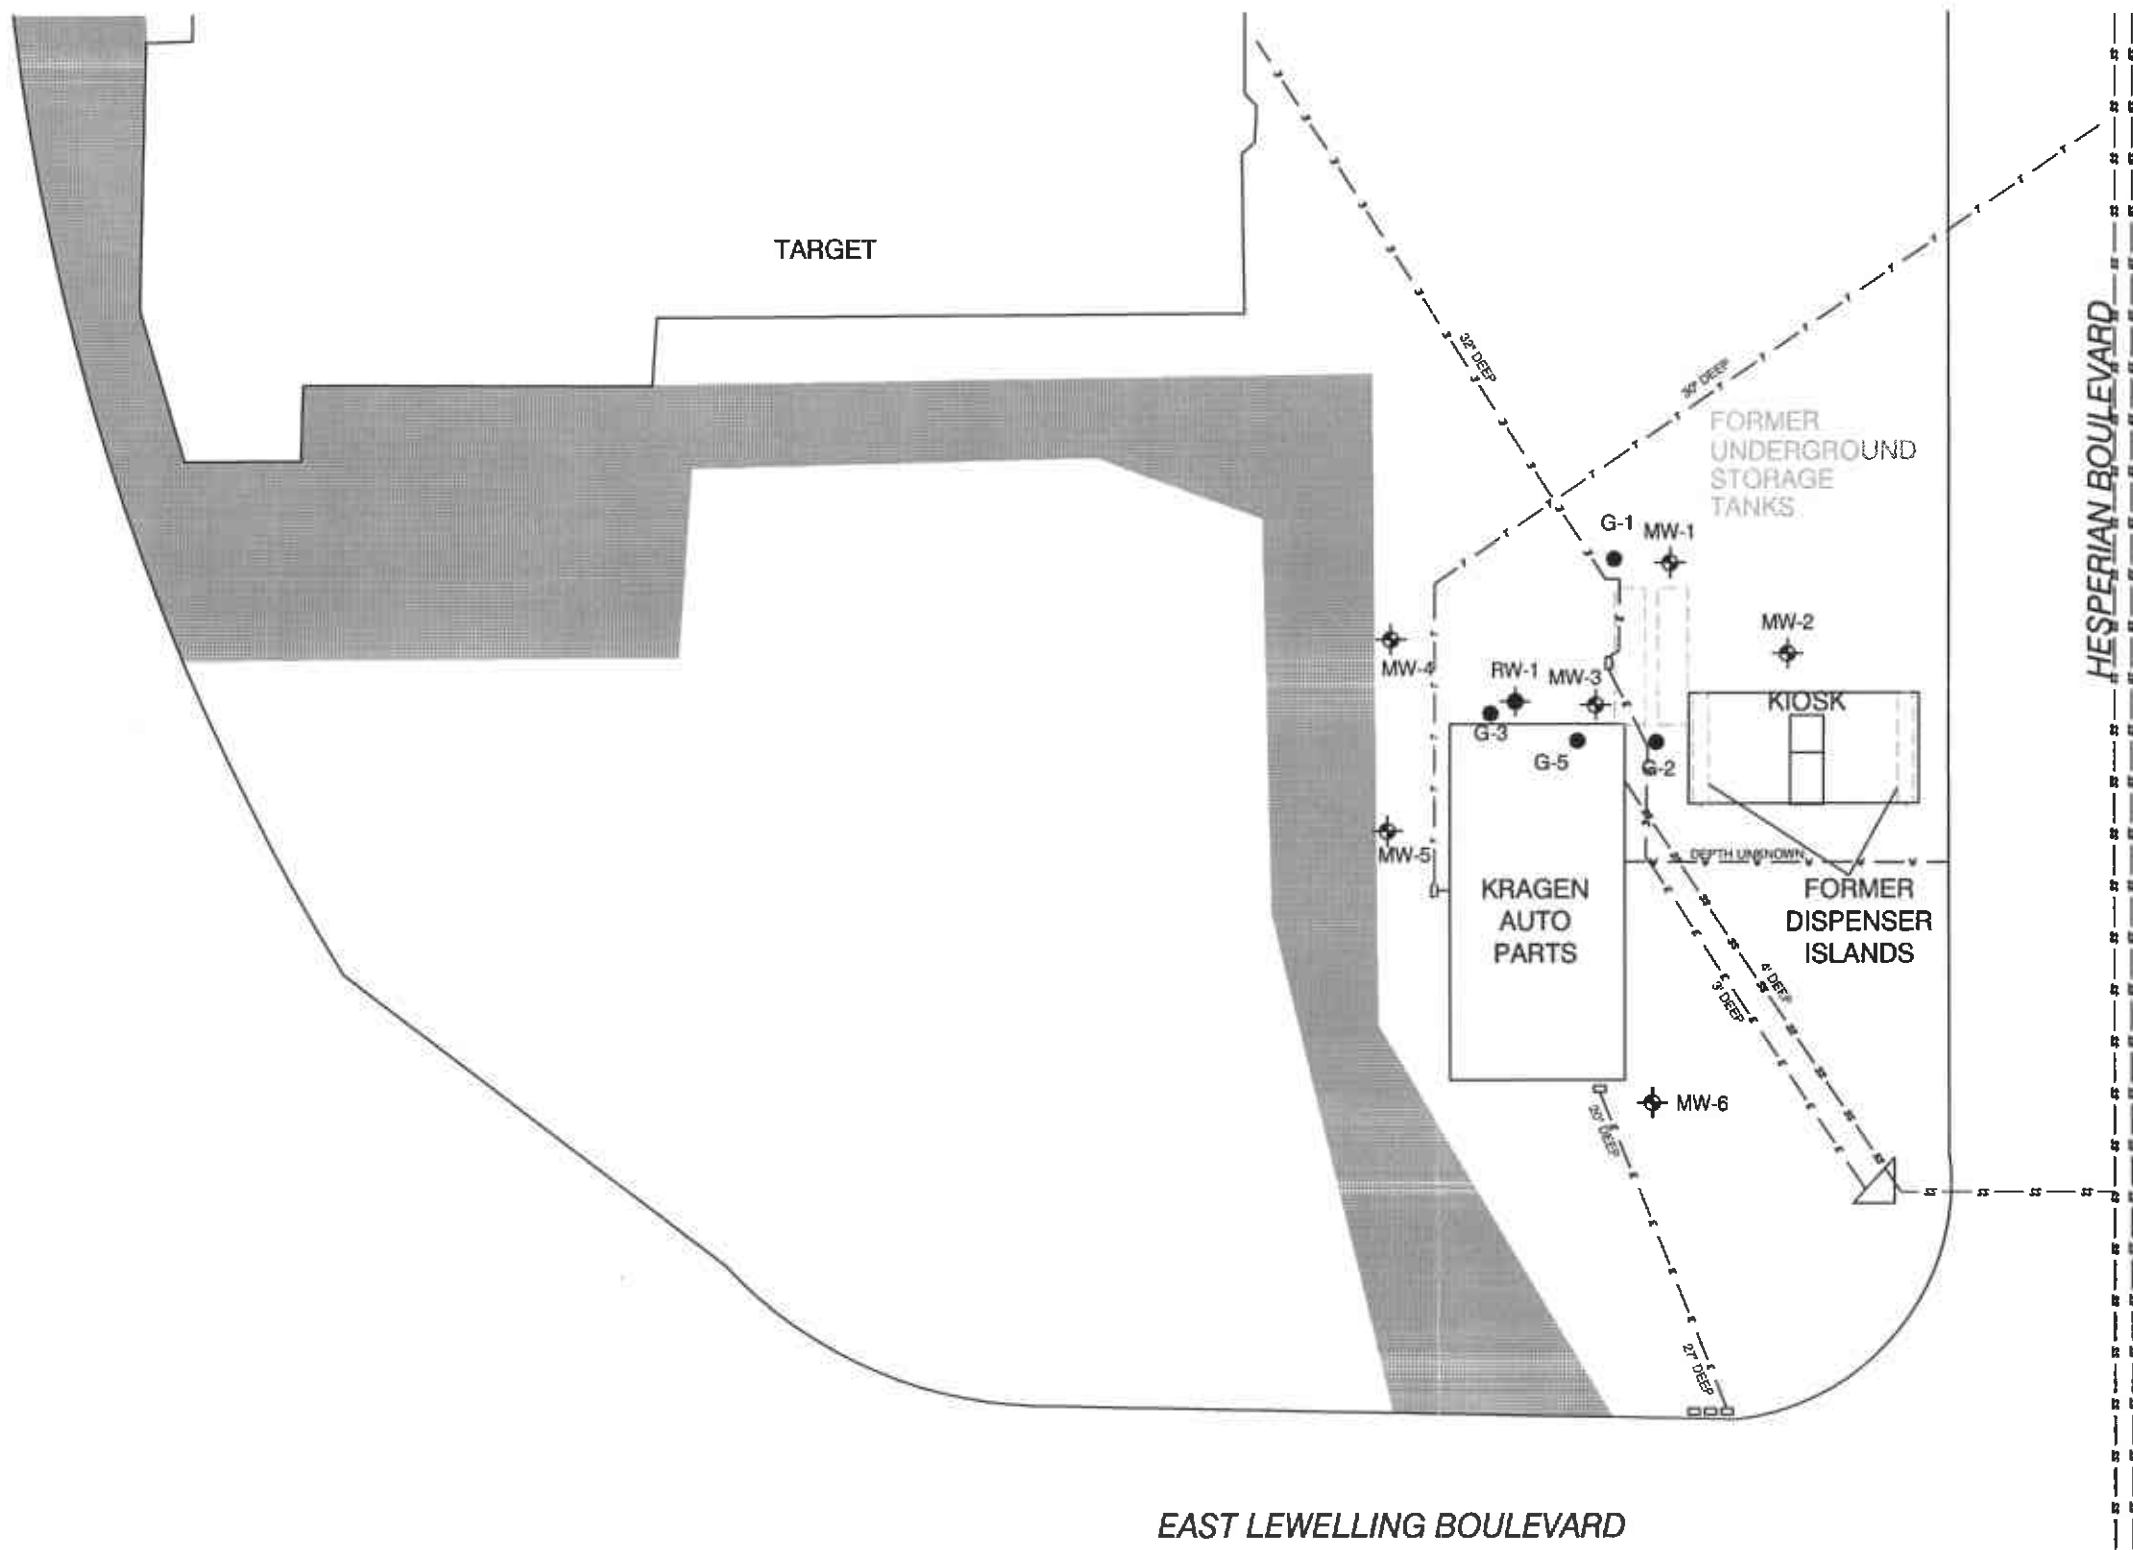 TARGET
HESPERIAN BOULEVARD
32" DEEP
30" DEEP
FORMER
UNDERGROUND
STORAGE
TANKS
G-1
MW-1
MW-2
MW-4
RW-1
MW-3
KIOSK
G-3
G-5
G-2
MW-5
DEPTH UNKNOWN
KRAGEN
AUTO
PARTS
FORMER
DISPENSER
ISLANDS
4' DEEP
3' DEEP
MW-6
20" DEEP
27" DEEP
EAST LEWELLING BOULEVARD